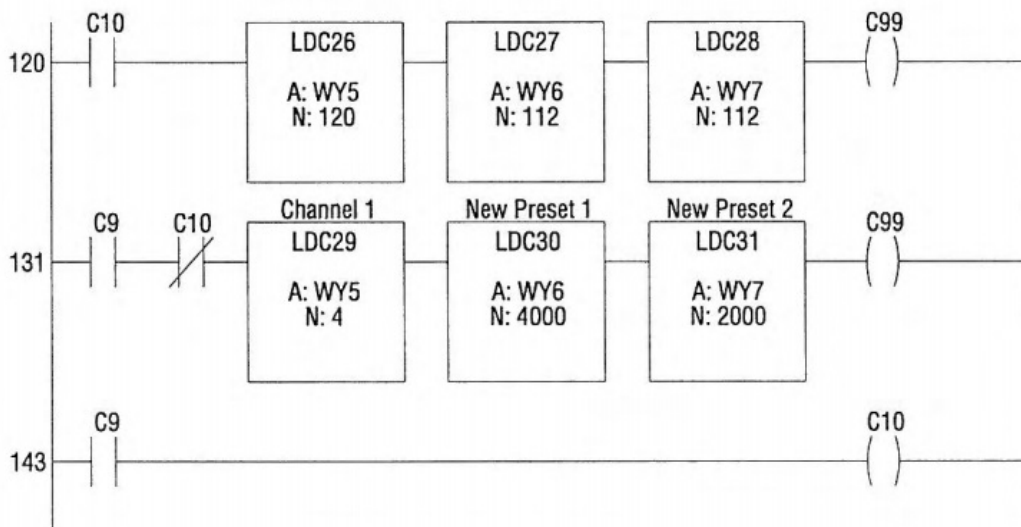 C10 C99
120 LDC26 LDC27 LDC28
A: WY5 A: WY6 A: WY7
N: 120 N: 112 N: 112
Channel 1 New Preset 1 New Preset 2
C9 C10 C99
131 LDC29 LDC30 LDC31
A: WY5 A: WY6 A: WY7
N: 4 N: 4000 N: 2000
C9 C10
143